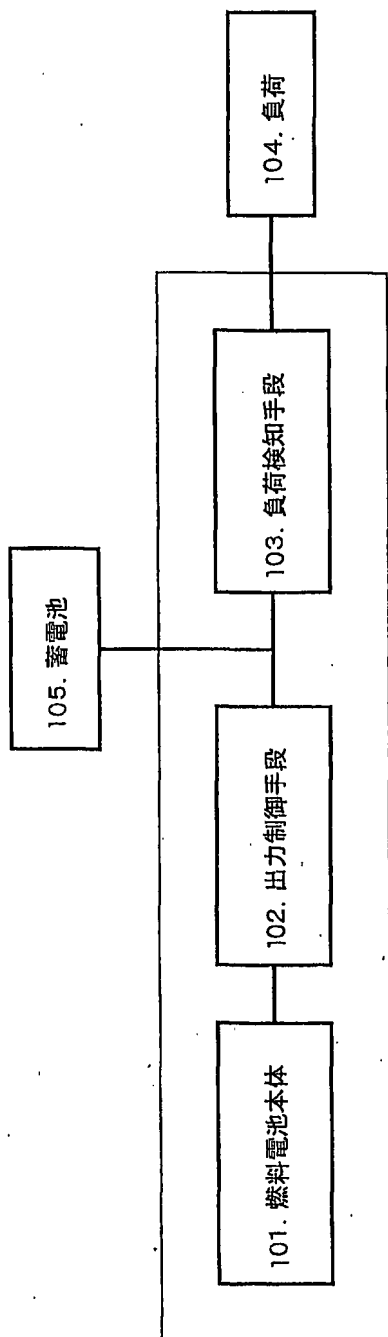 105. 蓄電池
101. 燃料電池本体
102. 出力制御手段
103. 負荷検知手段
104. 負荷